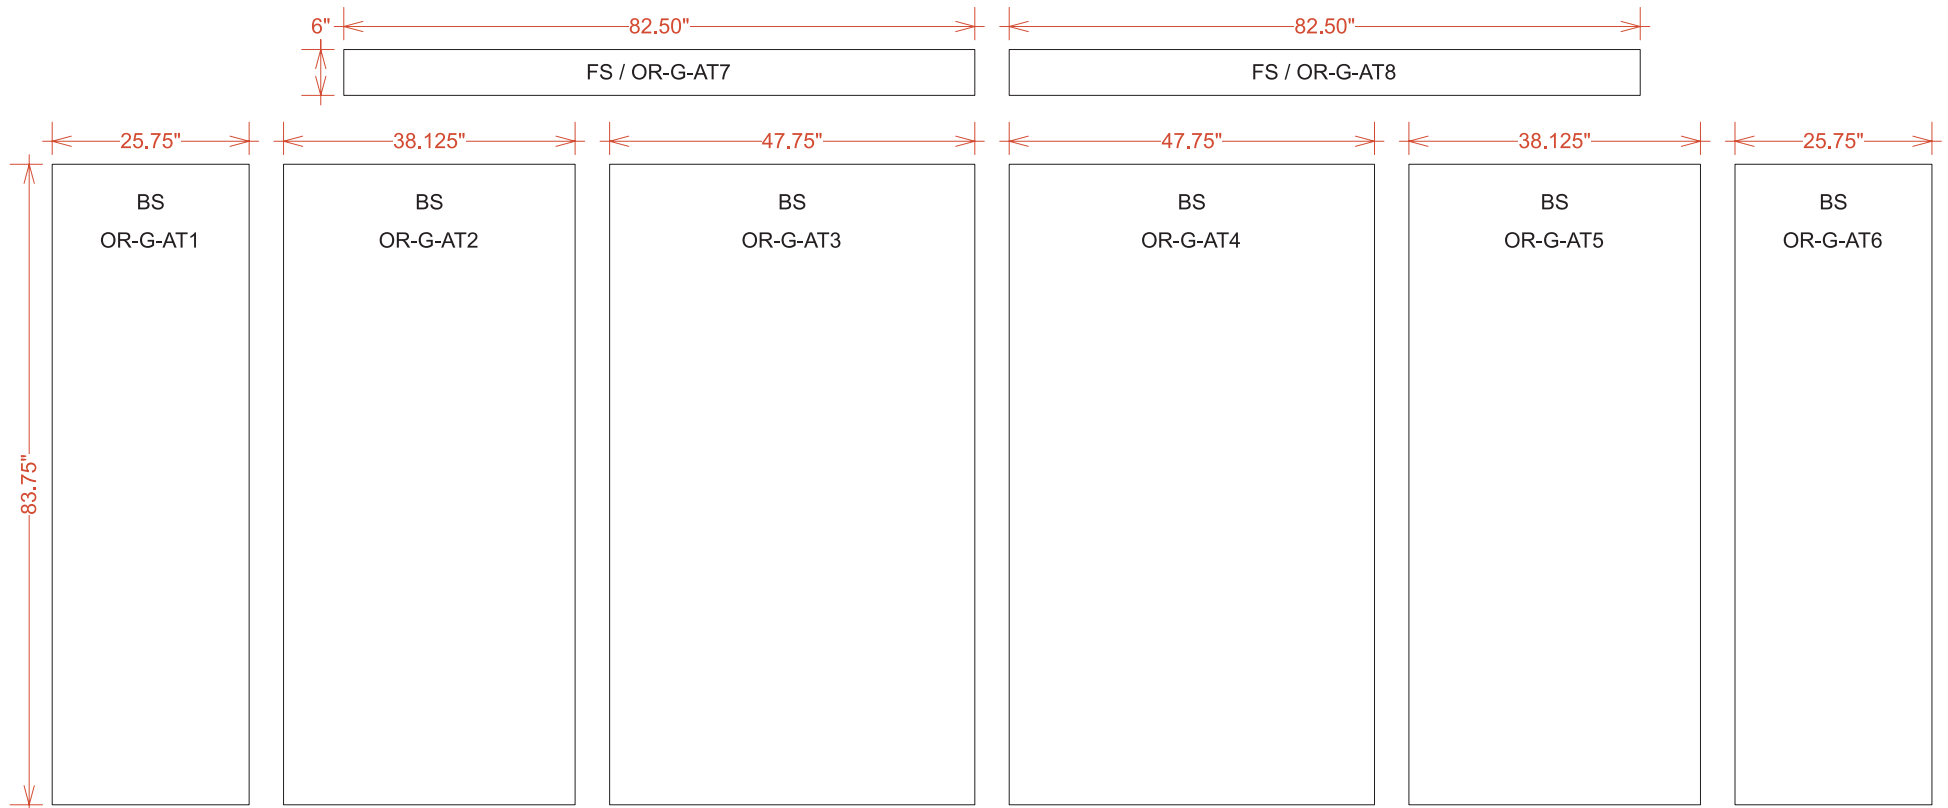 6" 82.50" 82.50"
FS / OR-G-AT7 FS / OR-G-AT8
25.75" 38.125" 47.75" 47.75" 38.125" 25.75"
BS BS BS BS BS BS
OR-G-AT1 OR-G-AT2 OR-G-AT3 OR-G-AT4 OR-G-AT5 OR-G-AT6
83.75"